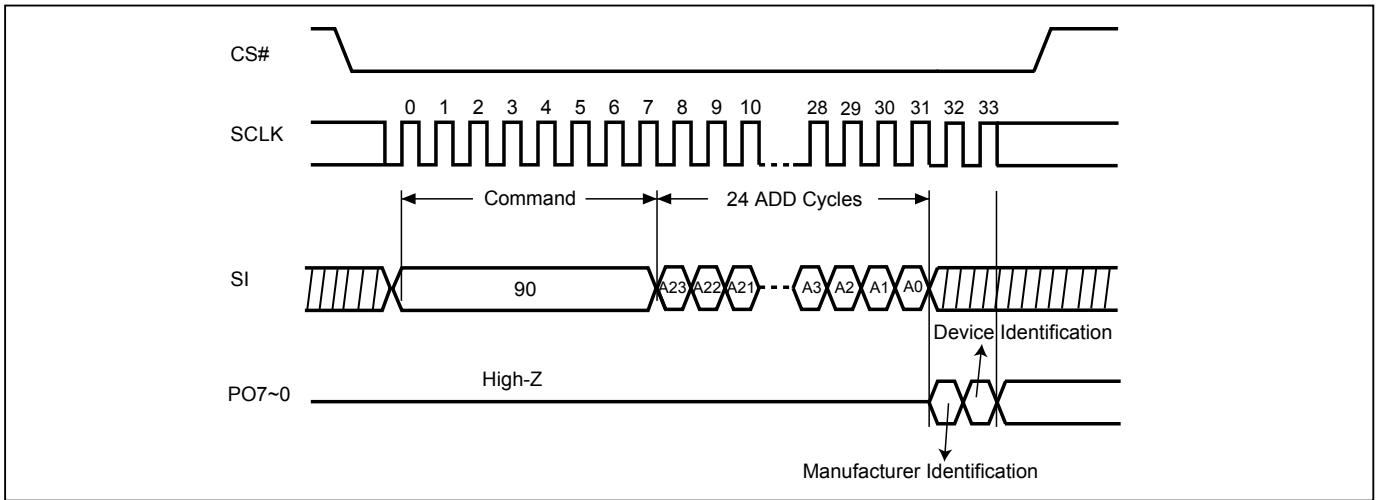 CS#
0 1 2 3 4 5 6 7 8 9 10 28 29 30 31 32 33
SCLK
Command 24 ADD Cycles
SI
90 A23 A22 A21 A3 A2 A1 A0
Device Identification
High-Z
PO7~0
Manufacturer Identification